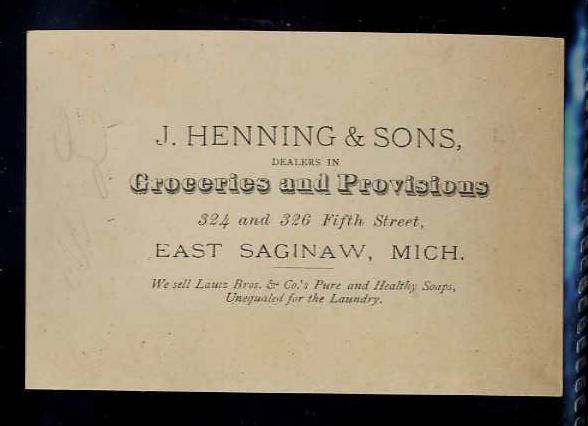 J. HENNING & SONS,
DEALERS IN
Groceries and Provisions
324 and 326 Fifth Street,
EAST SAGINAW, MICH.
We sell Lautz Bros. & Co.'s Pure and Healthy Soaps,
Unequaled for the Laundry.